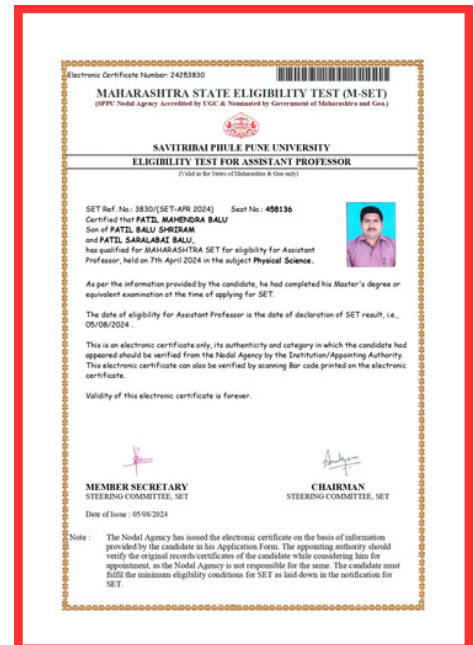 Electronic Certificate Number: 24253830
MAHARASHTRA STATE ELIGIBILITY TEST (M-SET)
(SPPU Nodal Agency Accredited by UGC & Nominated by Government of Maharashtra and Goa.)
SAVITRIBAI PHULE PUNE UNIVERSITY
ELIGIBILITY TEST FOR ASSISTANT PROFESSOR
(Valid in the States of Maharashtra & Goa only)
SET Ref. No.: 3830/(SET-APR 2024) Seat No.: 458136
Certified that PATIL MAHENDRA BALU
Son of PATIL BALU SHRIRAM
and PATIL SARALABAI BALU,
has qualified for MAHARASHTRA SET for eligibility for Assistant
Professor, held on 7th April 2024 in the subject Physical Science.
As per the information provided by the candidate, he had completed his Master's degree or
equivalent examination at the time of applying for SET.
The date of eligibility for Assistant Professor is the date of declaration of SET result, i.e.,
05/08/2024 .
This is an electronic certificate only, its authenticity and category in which the candidate had
appeared should be verified from the Nodal Agency by the Institution/Appointing Authority.
This electronic certificate can also be verified by scanning Bar code printed on the electronic
certificate.
Validity of this electronic certificate is forever.
MEMBER SECRETARY
STEERING COMMITTEE, SET
CHAIRMAN
STEERING COMMITTEE, SET
Date of Issue : 05/08/2024
Note : The Nodal Agency has issued the electronic certificate on the basis of information
provided by the candidate in his Application Form. The appointing authority should
verify the original records/certificates of the candidate while considering him for
appointment, as the Nodal Agency is not responsible for the same. The candidate must
fulfil the minimum eligibility conditions for SET as laid down in the notification for
SET.